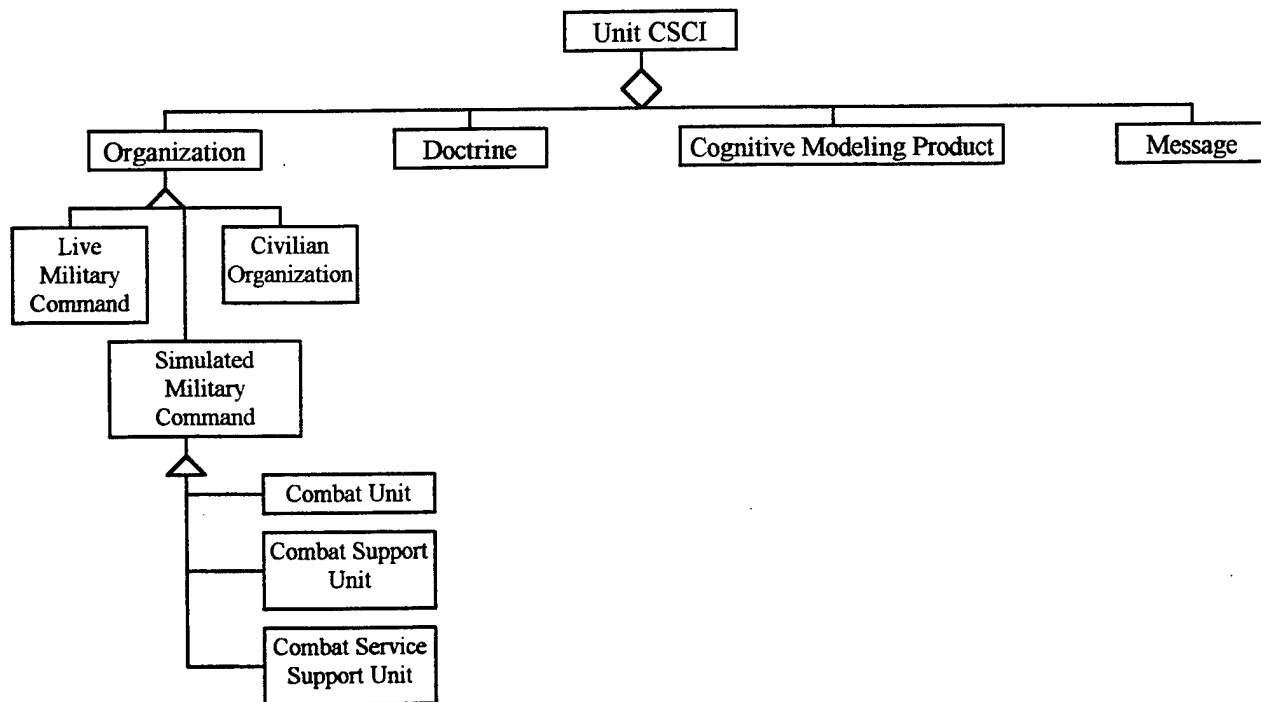 Unit CSCI
Organization
Doctrine
Cognitive Modeling Product
Message
Live
Military
Command
Civilian
Organization
Simulated
Military
Command
Combat Unit
Combat Support
Unit
Combat Service
Support Unit